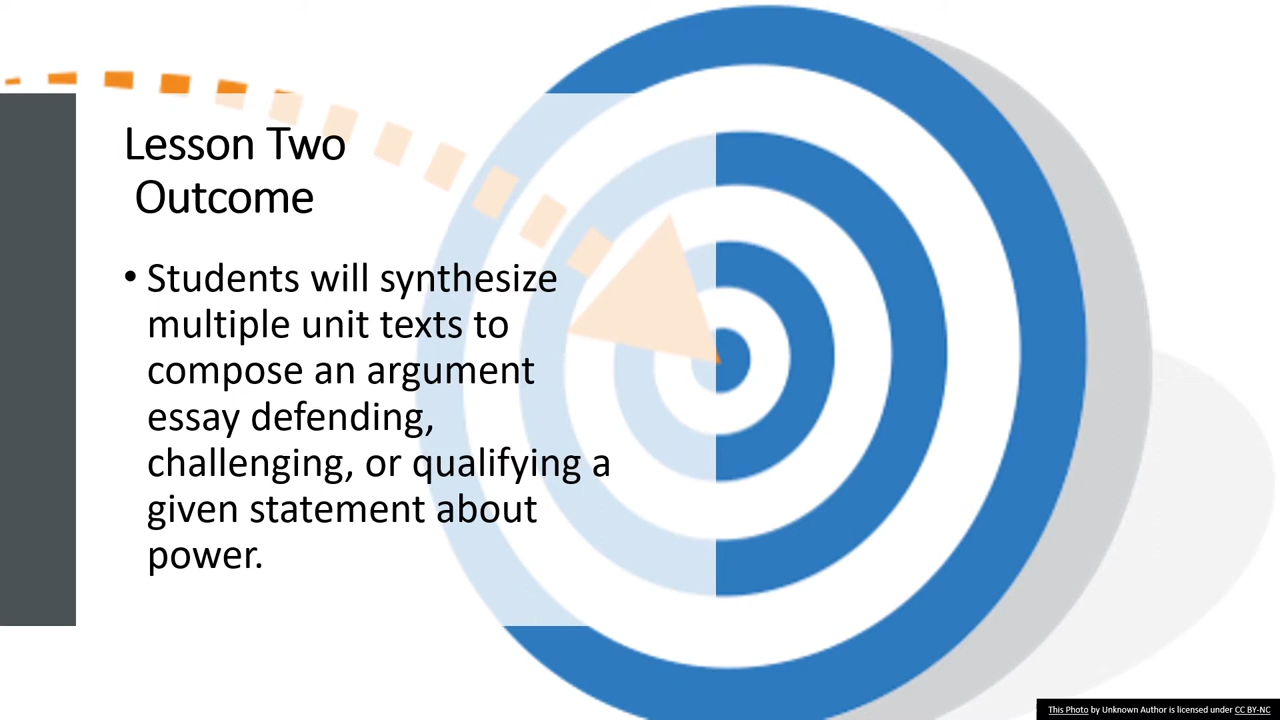 Lesson Two
Outcome
• Students will synthesize
multiple unit texts to
compose an argument
essay defending,
challenging, or qualifying a
given statement about
power.
This Photo by Unknown Author is licensed under CC BY-NC